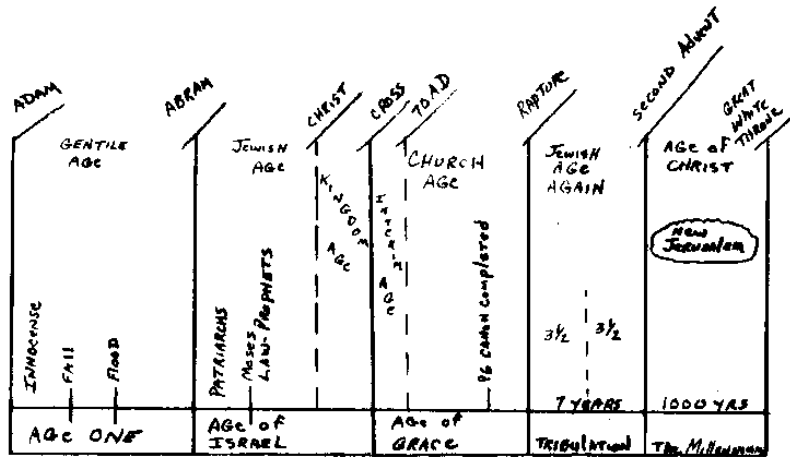 ADAM
ABRAM
CHRIST
CROSS
70 AD
RAPTURE
SECOND ADVENT
GREAT
WHITE
THRONE
GENTILE
AGE
JEWISH
AGE
KINGDOM
AGE
INTERIM
AGE
CHURCH
AGE
JEWISH
AGE
AGAIN
AGE of
CHRIST
NEW
JERUSALEM
INNOCENSE
FALL
FLOOD
PATRIARCHS
MOSES
LAW-PROPHETS
96 CANON COMPLETED
3½
3½
7 YEARS
1000 YRS
AGE ONE
AGE of
ISRAEL
AGE of
GRACE
TRIBULATION
The Millennium